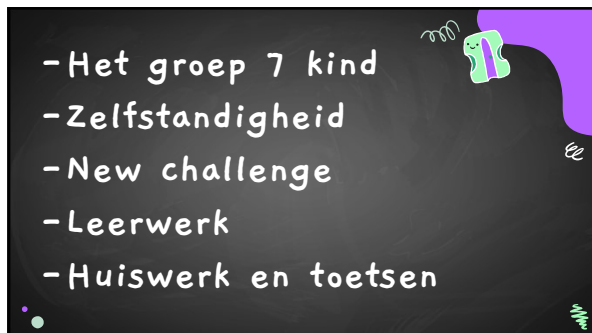 -Het groep 7 kind
-Zelfstandigheid
-New challenge
-Leerwerk
-Huiswerk en toetsen